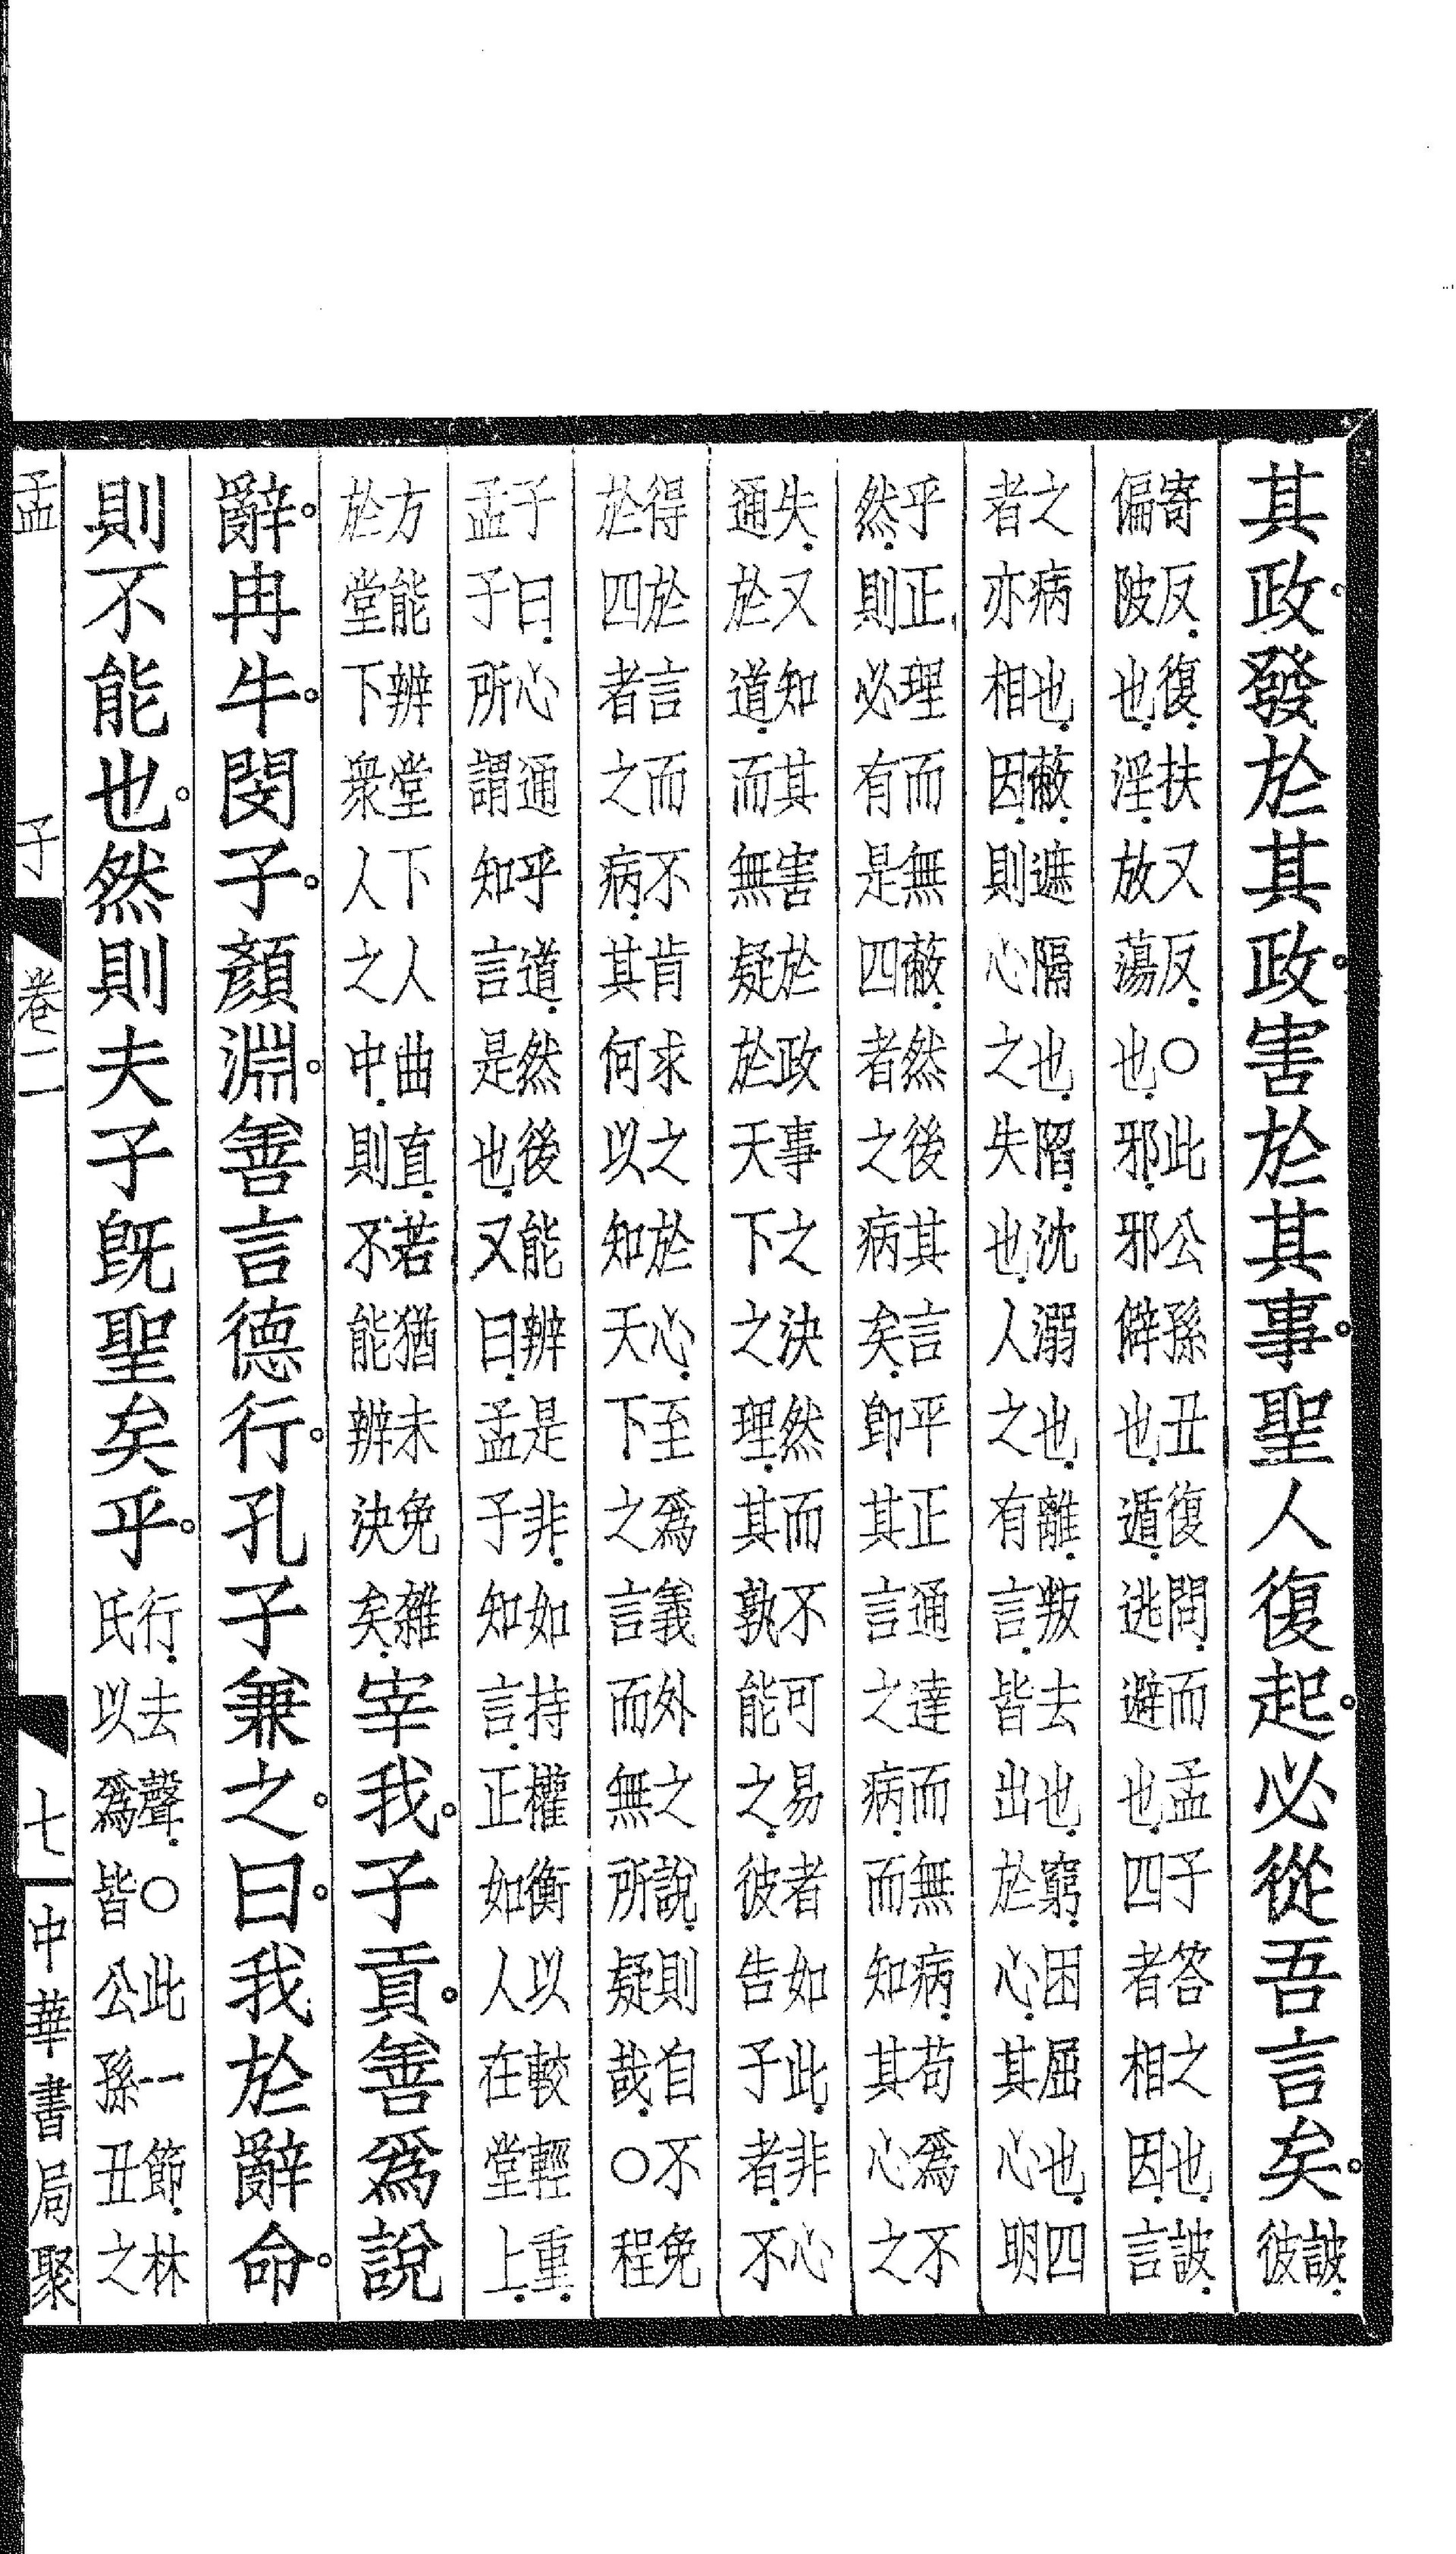 其政。發於其政。害於其事。聖人復起。必從吾言矣。詖.彼
寄反.復.扶又反.○此公孫丑復問.而孟子答之也.詖.
偏陂也.淫.放蕩也.邪.邪僻也.遁.逃避也.四者相因.言
之病也.蔽.遮隔也.陷.沈溺也.離.叛去也.窮.困屈也.四
者亦相因則心之失也.人之有言.皆出於心.其心明
乎正理而無蔽.然後其言平正通達而無病.苟爲不
然.則必有是四者之病矣.卽其言之病.而知其心之
失.又知其害於政事之決然而不可易者如此.非心
通於道.而無疑於天下之理.其孰能之.彼告子者.不
得於言而不肯求之於心.至爲義外之說.則自不免
於四者之病.其何以知天下之言而無所疑哉.○程
子曰.心通乎道.然後能辨是非.如持權衡以較輕重.
孟子所謂知言.是也.又曰.孟子知言.正如人在堂上.
方能辨堂下人曲直.若猶未免雜
於堂下衆人之中.則不能辨決矣.
宰我。子貢。善爲說
辭。冉牛。閔子。顏淵。善言德行。孔子兼之。曰。我於辭命。
則不能也。然則夫子旣聖矣乎。
行.去聲.○此一節.林
氏以爲皆公孫丑之
孟子 卷二 七 中華書局聚